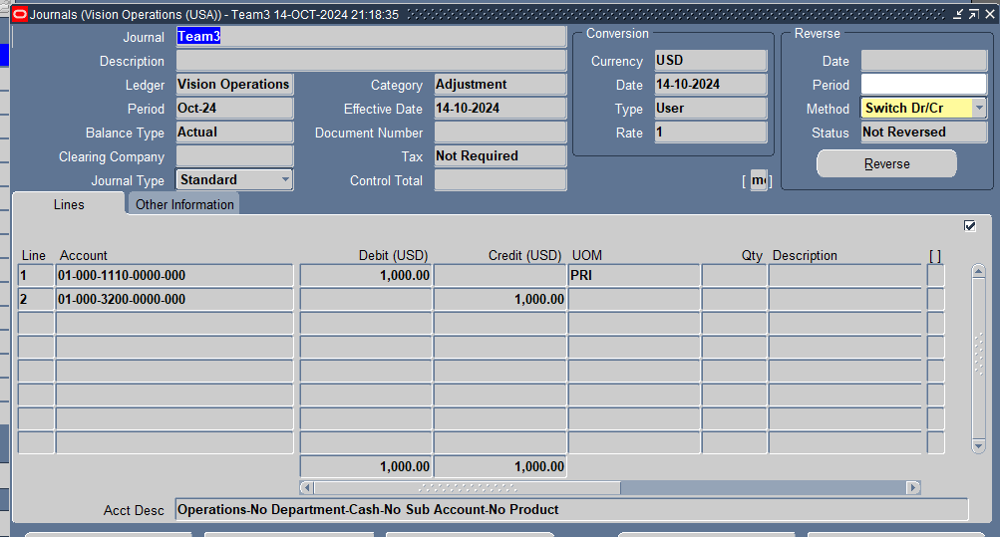 Journals (Vision Operations (USA)) - Team3 14-OCT-2024 21:18:35
Journal Team3
Description
Ledger Vision Operations Category Adjustment
Period Oct-24 Effective Date 14-10-2024
Balance Type Actual Document Number
Clearing Company Tax Not Required
Journal Type Standard Control Total
Conversion
Currency USD
Date 14-10-2024
Type User
Rate 1
Reverse
Date
Period
Method Switch Dr/Cr
Status Not Reversed
Reverse
[ ]
Lines Other Information
Line Account Debit (USD) Credit (USD) UOM Qty Description [ ]
1 01-000-1110-0000-000 1,000.00 PRI
2 01-000-3200-0000-000 1,000.00
1,000.00 1,000.00
Acct Desc Operations-No Department-Cash-No Sub Account-No Product